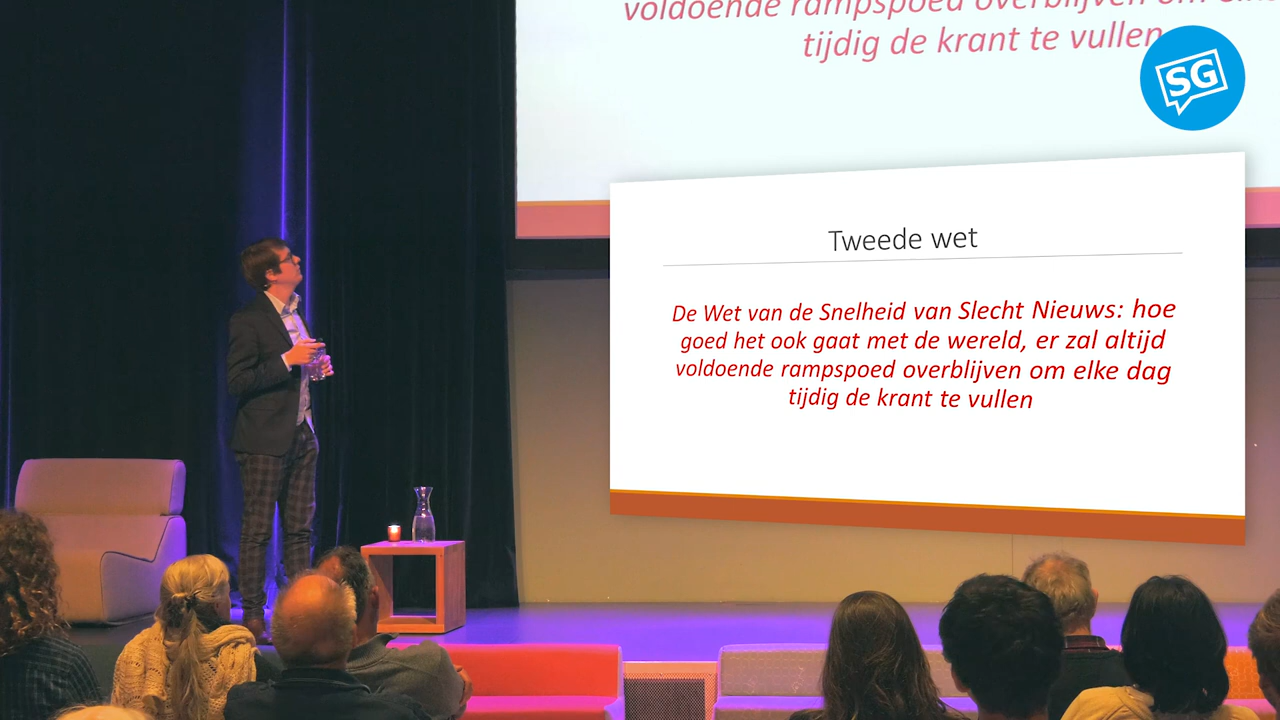 voldoende rampspoed overblijven om
tijdig de krant te vullen
SG
Tweede wet
De Wet van de Snelheid van Slecht Nieuws: hoe
goed het ook gaat met de wereld, er zal altijd
voldoende rampspoed overblijven om elke dag
tijdig de krant te vullen